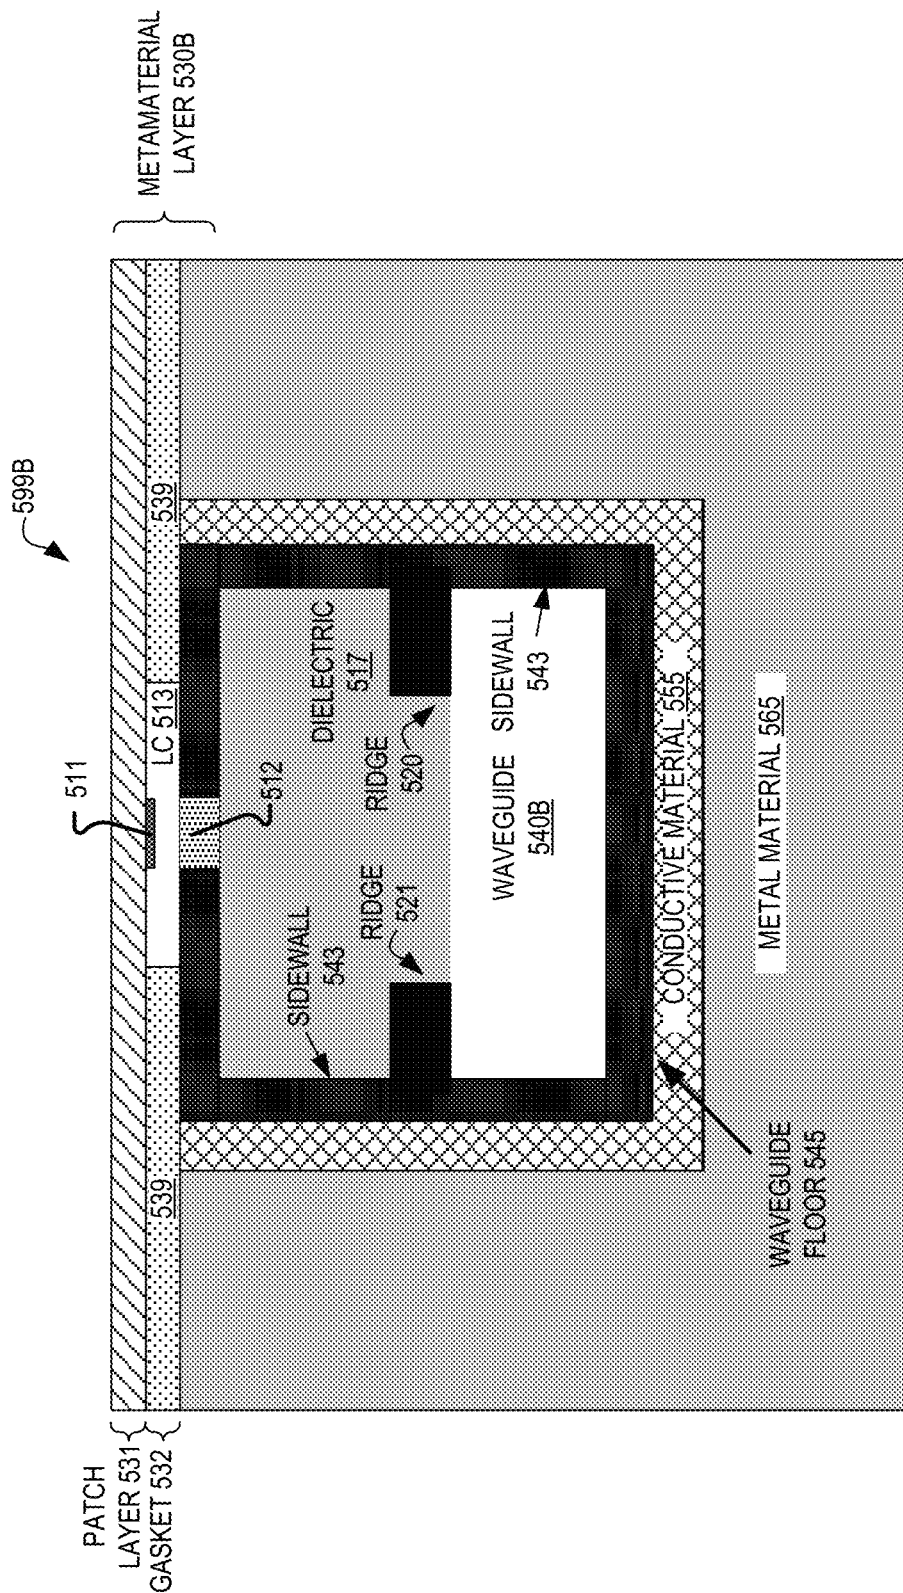 599B
METAMATERIAL
LAYER 530B
PATCH
LAYER 531
GASKET 532
539
511
LC 513
539
512
SIDEWALL
543
DIELECTRIC
517
RIDGE
521
RIDGE
520
WAVEGUIDE
540B
SIDEWALL
543
CONDUCTIVE MATERIAL 555
WAVEGUIDE
FLOOR 545
METAL MATERIAL 565